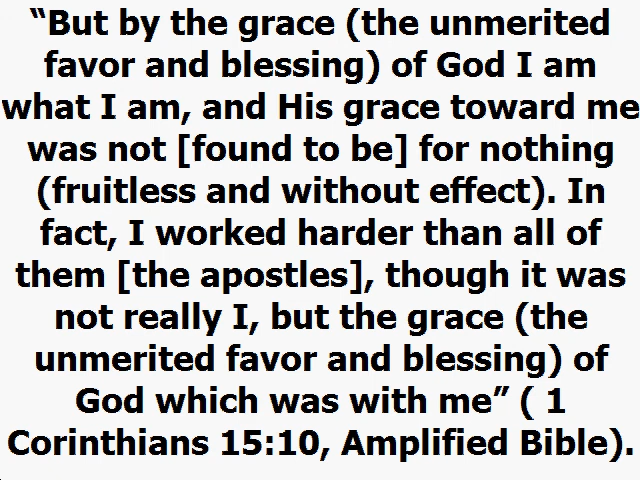 “But by the grace (the unmerited
favor and blessing) of God I am
what I am, and His grace toward me
was not [found to be] for nothing
(fruitless and without effect). In
fact, I worked harder than all of
them [the apostles], though it was
not really I, but the grace (the
unmerited favor and blessing) of
God which was with me” ( 1
Corinthians 15:10, Amplified Bible).